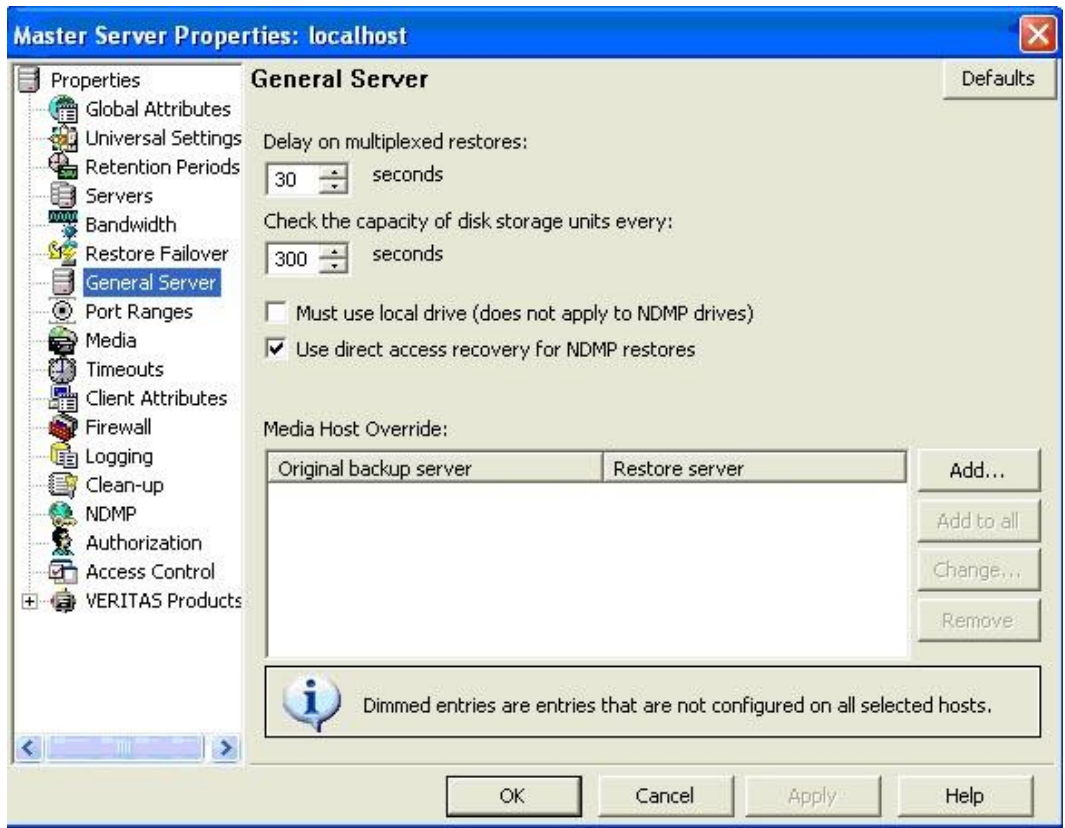 Master Server Properties: localhost
Properties
Global Attributes
Universal Settings
Retention Periods
Servers
Bandwidth
Restore Failover
General Server
Port Ranges
Media
Timeouts
Client Attributes
Firewall
Logging
Clean-up
NDMP
Authorization
Access Control
VERITAS Products
General Server
Defaults
Delay on multiplexed restores:
30 seconds
Check the capacity of disk storage units every:
300 seconds
Must use local drive (does not apply to NDMP drives)
Use direct access recovery for NDMP restores
Media Host Override:
Original backup server Restore server
Add...
Add to all
Change...
Remove
Dimmed entries are entries that are not configured on all selected hosts.
OK Cancel Apply Help